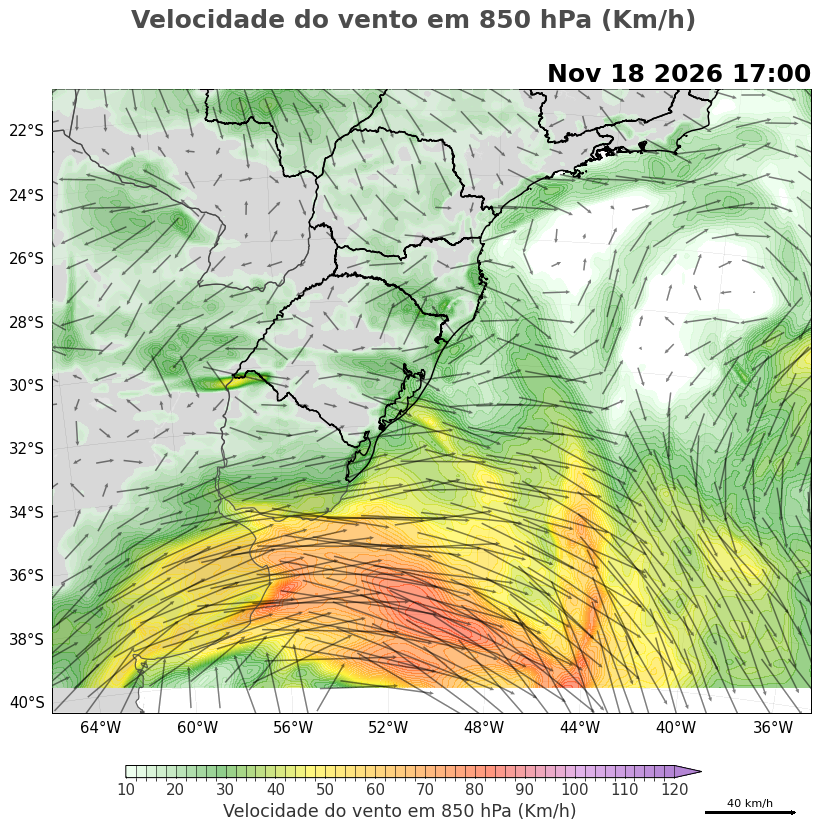 Velocidade do vento em 850 hPa (Km/h)
Nov 18 2026 17:00
22°S
24°S
26°S
28°S
30°S
32°S
34°S
36°S
38°S
40°S
64°W 60°W 56°W 52°W 48°W 44°W 40°W 36°W
10 20 30 40 50 60 70 80 90 100 110 120
Velocidade do vento em 850 hPa (Km/h)
40 km/h